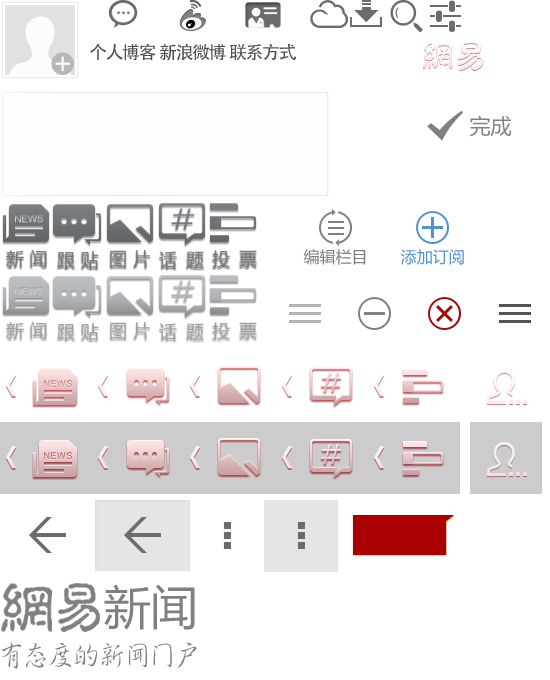 个人博客 新浪微博 联系方式
網易
完成
NEWS
#
新闻 跟贴 图片 话题 投票
编辑栏目 添加订阅
NEWS
#
新闻 跟贴 图片 话题 投票
NEWS #
NEWS #
網易新闻
有态度的新闻门户